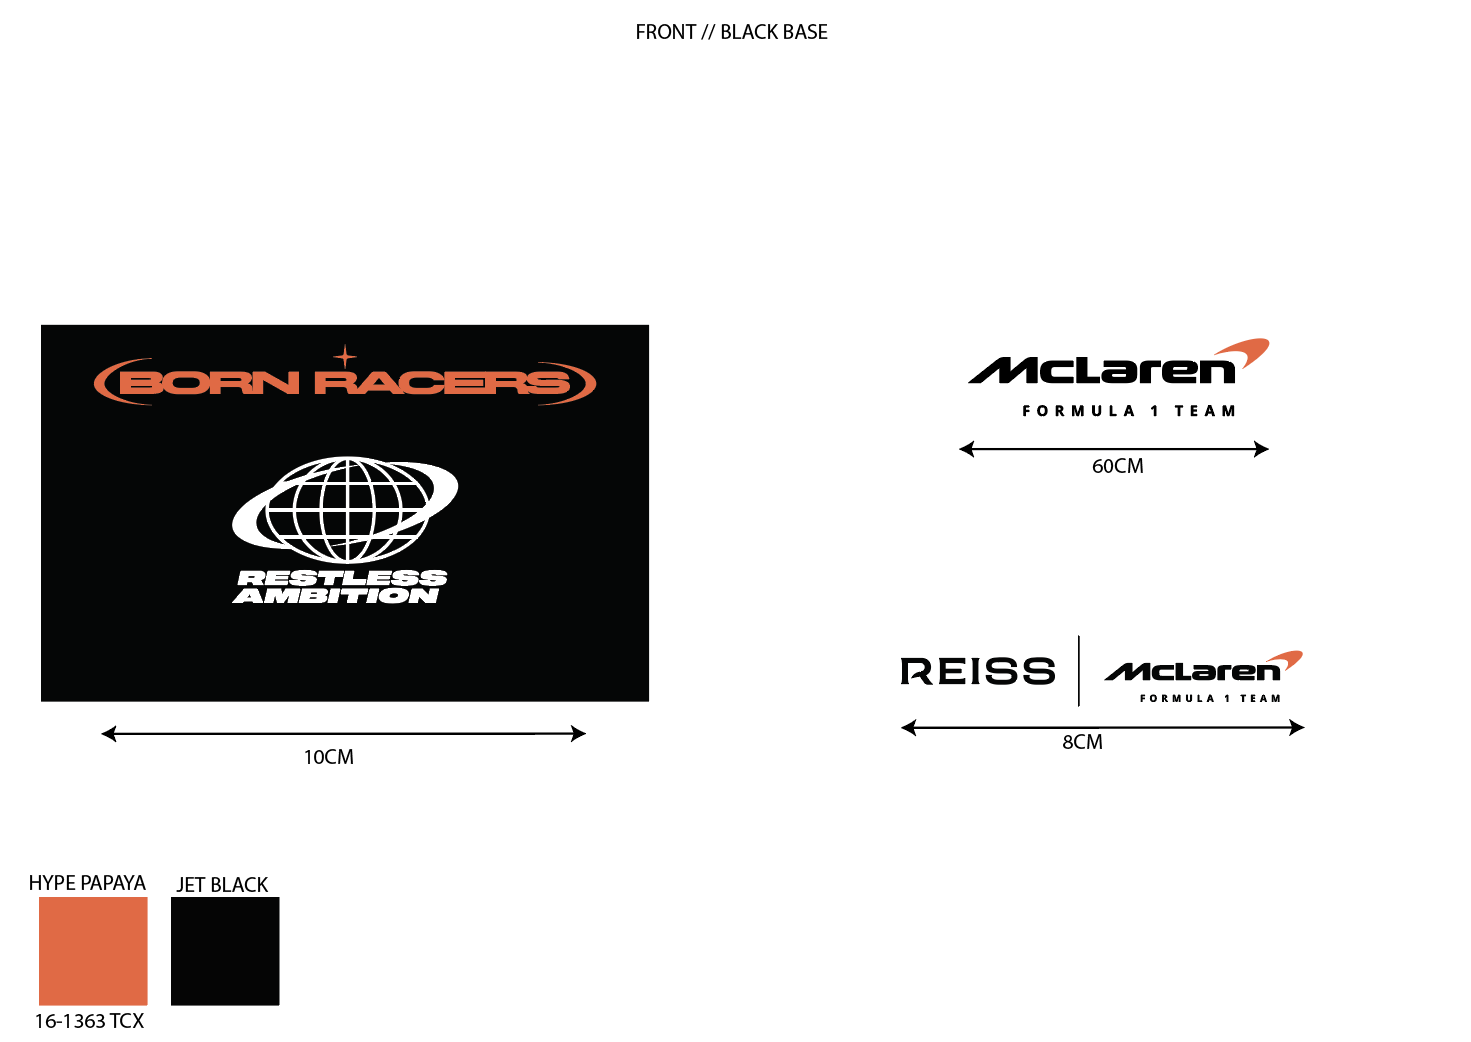 FRONT // BLACK BASE
BORN RACERS
RESTLESS
AMBITION
10CM
McLaren
FORMULA 1 TEAM
60CM
REISS | McLaren
FORMULA 1 TEAM
8CM
HYPE PAPAYA
JET BLACK
16-1363 TCX